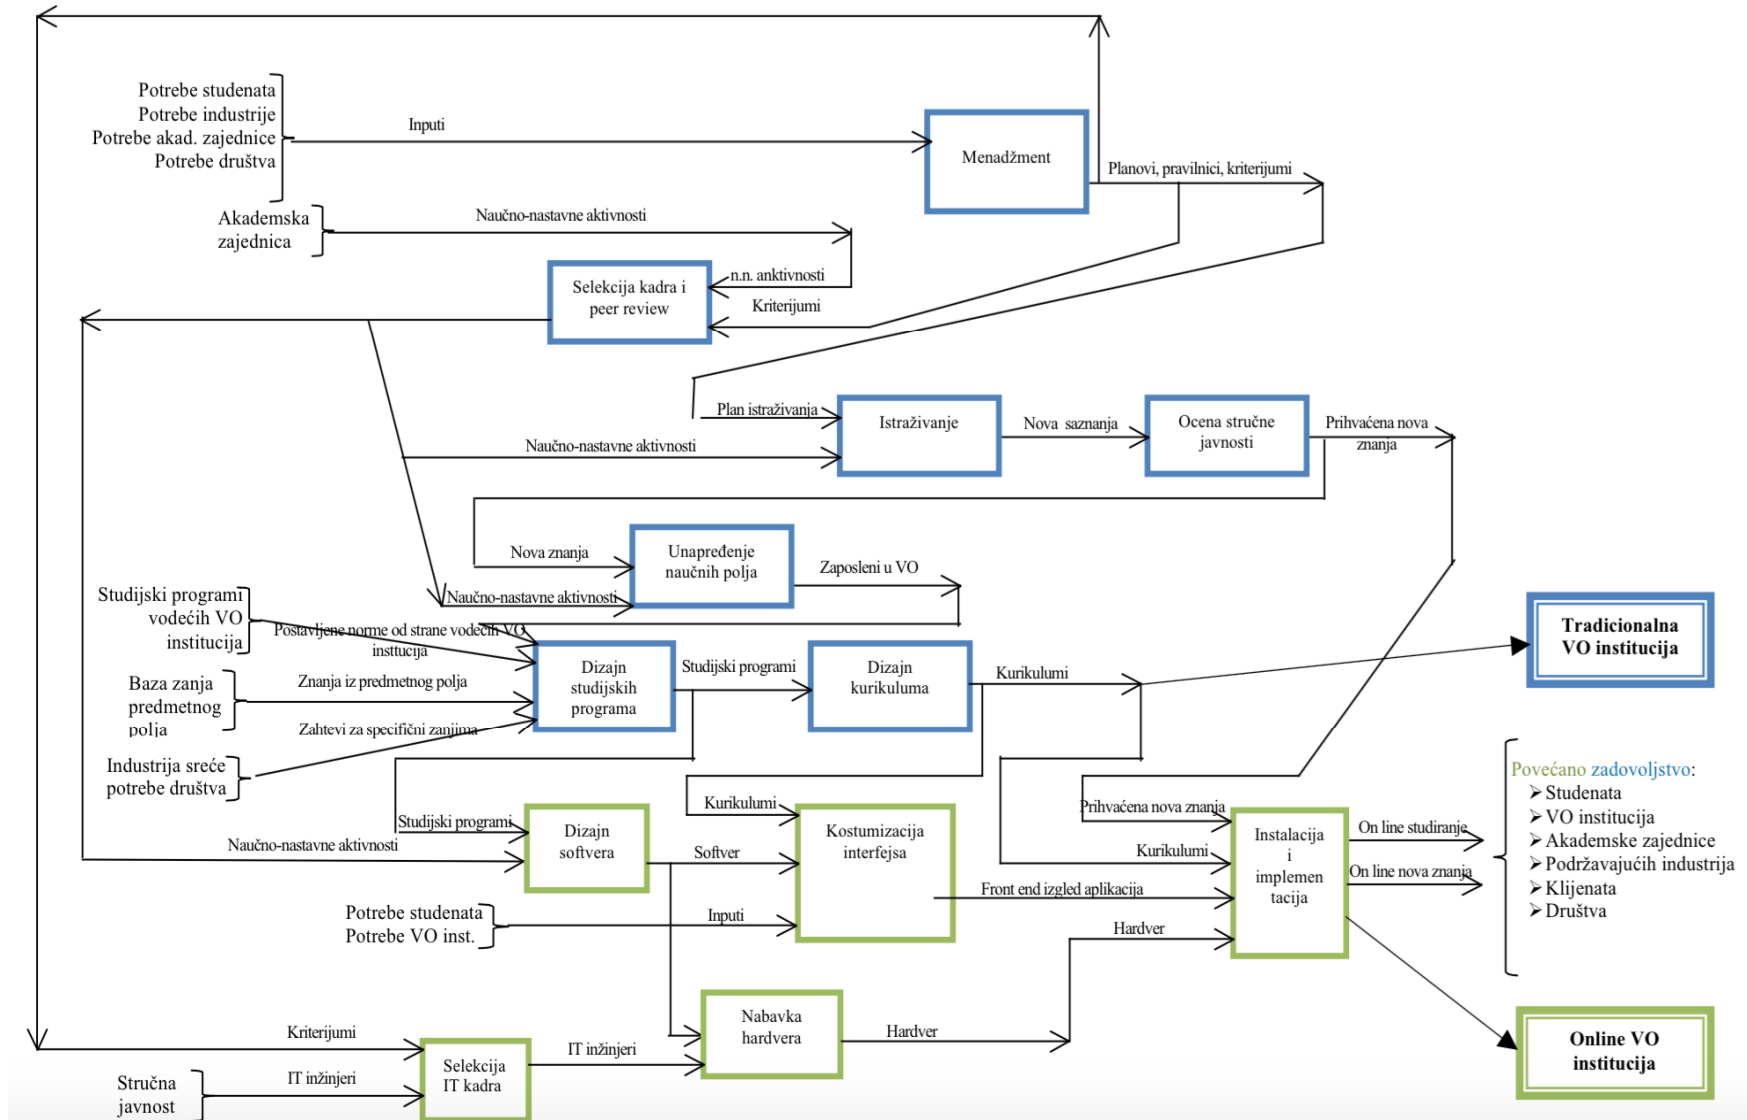 Potrebe studenata
Potrebe industrije
Potrebe akad. zajednice
Potrebe društva
Inputi
Menadžment
Planovi, pravilnici, kriterijumi
Akademska
zajednica
Naučno-nastavne aktivnosti
Selekcija kadra i
peer review
n.n. anktivnosti
Kriterijumi
Plan istraživanja
Naučno-nastavne aktivnosti
Istraživanje
Nova saznanja
Ocena stručne
javnosti
Prihvaćena nova
znanja
Nova znanja
Naučno-nastavne aktivnosti
Unapređenje
naučnih polja
Zaposleni u VO
Studijski programi
vodećih VO
institucija
Postavljene norme od strane vodećih VO
insttucija
Baza zanja
predmetnog
polja
Znanja iz predmetnog polja
Zahtevi za specifični zanjima
Industrija sreće
potrebe društva
Dizajn
studijskih
programa
Studijski programi
Dizajn
kurikuluma
Kurikulumi
Tradicionalna
VO institucija
Studijski programi
Naučno-nastavne aktivnosti
Dizajn
softvera
Softver
Kurikulumi
Kostumizacija
interfejsa
Potrebe studenata
Potrebe VO inst.
Inputi
Prihvaćena nova znanja
Kurikulumi
Front end izgled aplikacija
Hardver
Instalacija
i
implemen
tacija
On line studiranje
On line nova znanja
Povećano zadovoljstvo:
➢ Studenata
➢ VO institucija
➢ Akademske zajednice
➢ Podržavajućih industrija
➢ Klijenata
➢ Društva
Nabavka
hardvera
Hardver
Kriterijumi
Stručna
javnost
IT inžinjeri
Selekcija
IT kadra
IT inžinjeri
Online VO
institucija